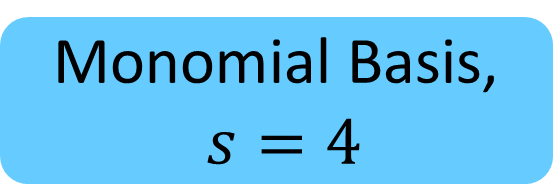 Monomial Basis,
𝑠 = 4